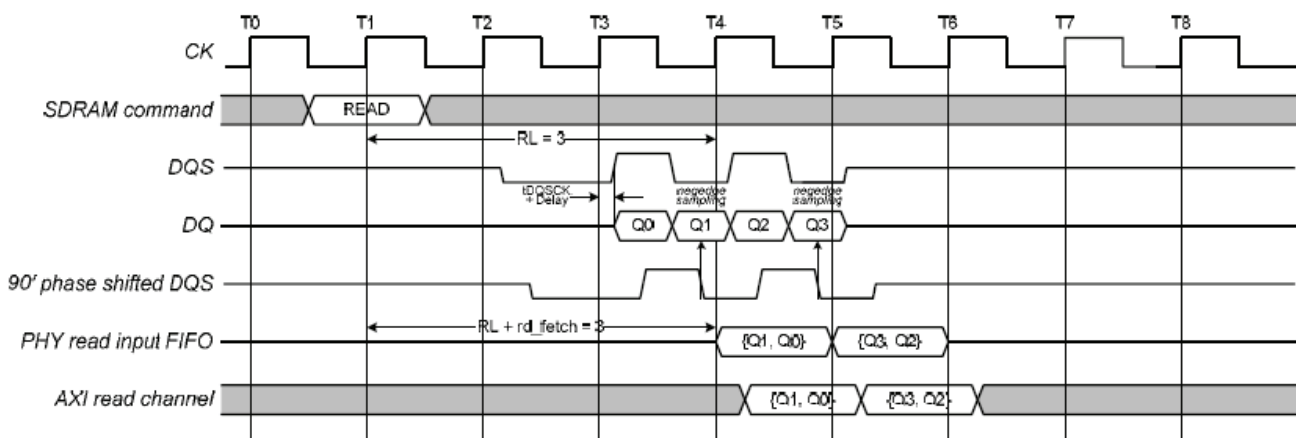 T0 T1 T2 T3 T4 T5 T6 T7 T8
CK
SDRAM command READ
RL = 3
DQS
tDQSCK + Delay
negedge sampling negedge sampling
DQ Q0 Q1 Q2 Q3
90' phase shifted DQS
RL + rd_fetch = 3
PHY read input FIFO {Q1, Q0} {Q3, Q2}
AXI read channel {Q1, Q0} {Q3, Q2}